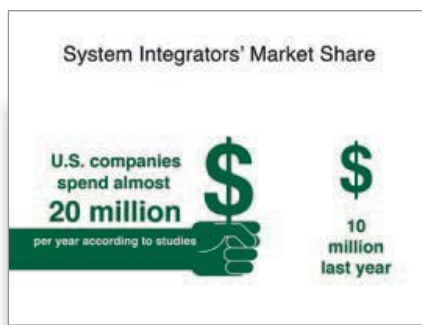 System Integrators' Market Share
U.S. companies
spend almost
20 million
per year according to studies
$
$
10
million
last year